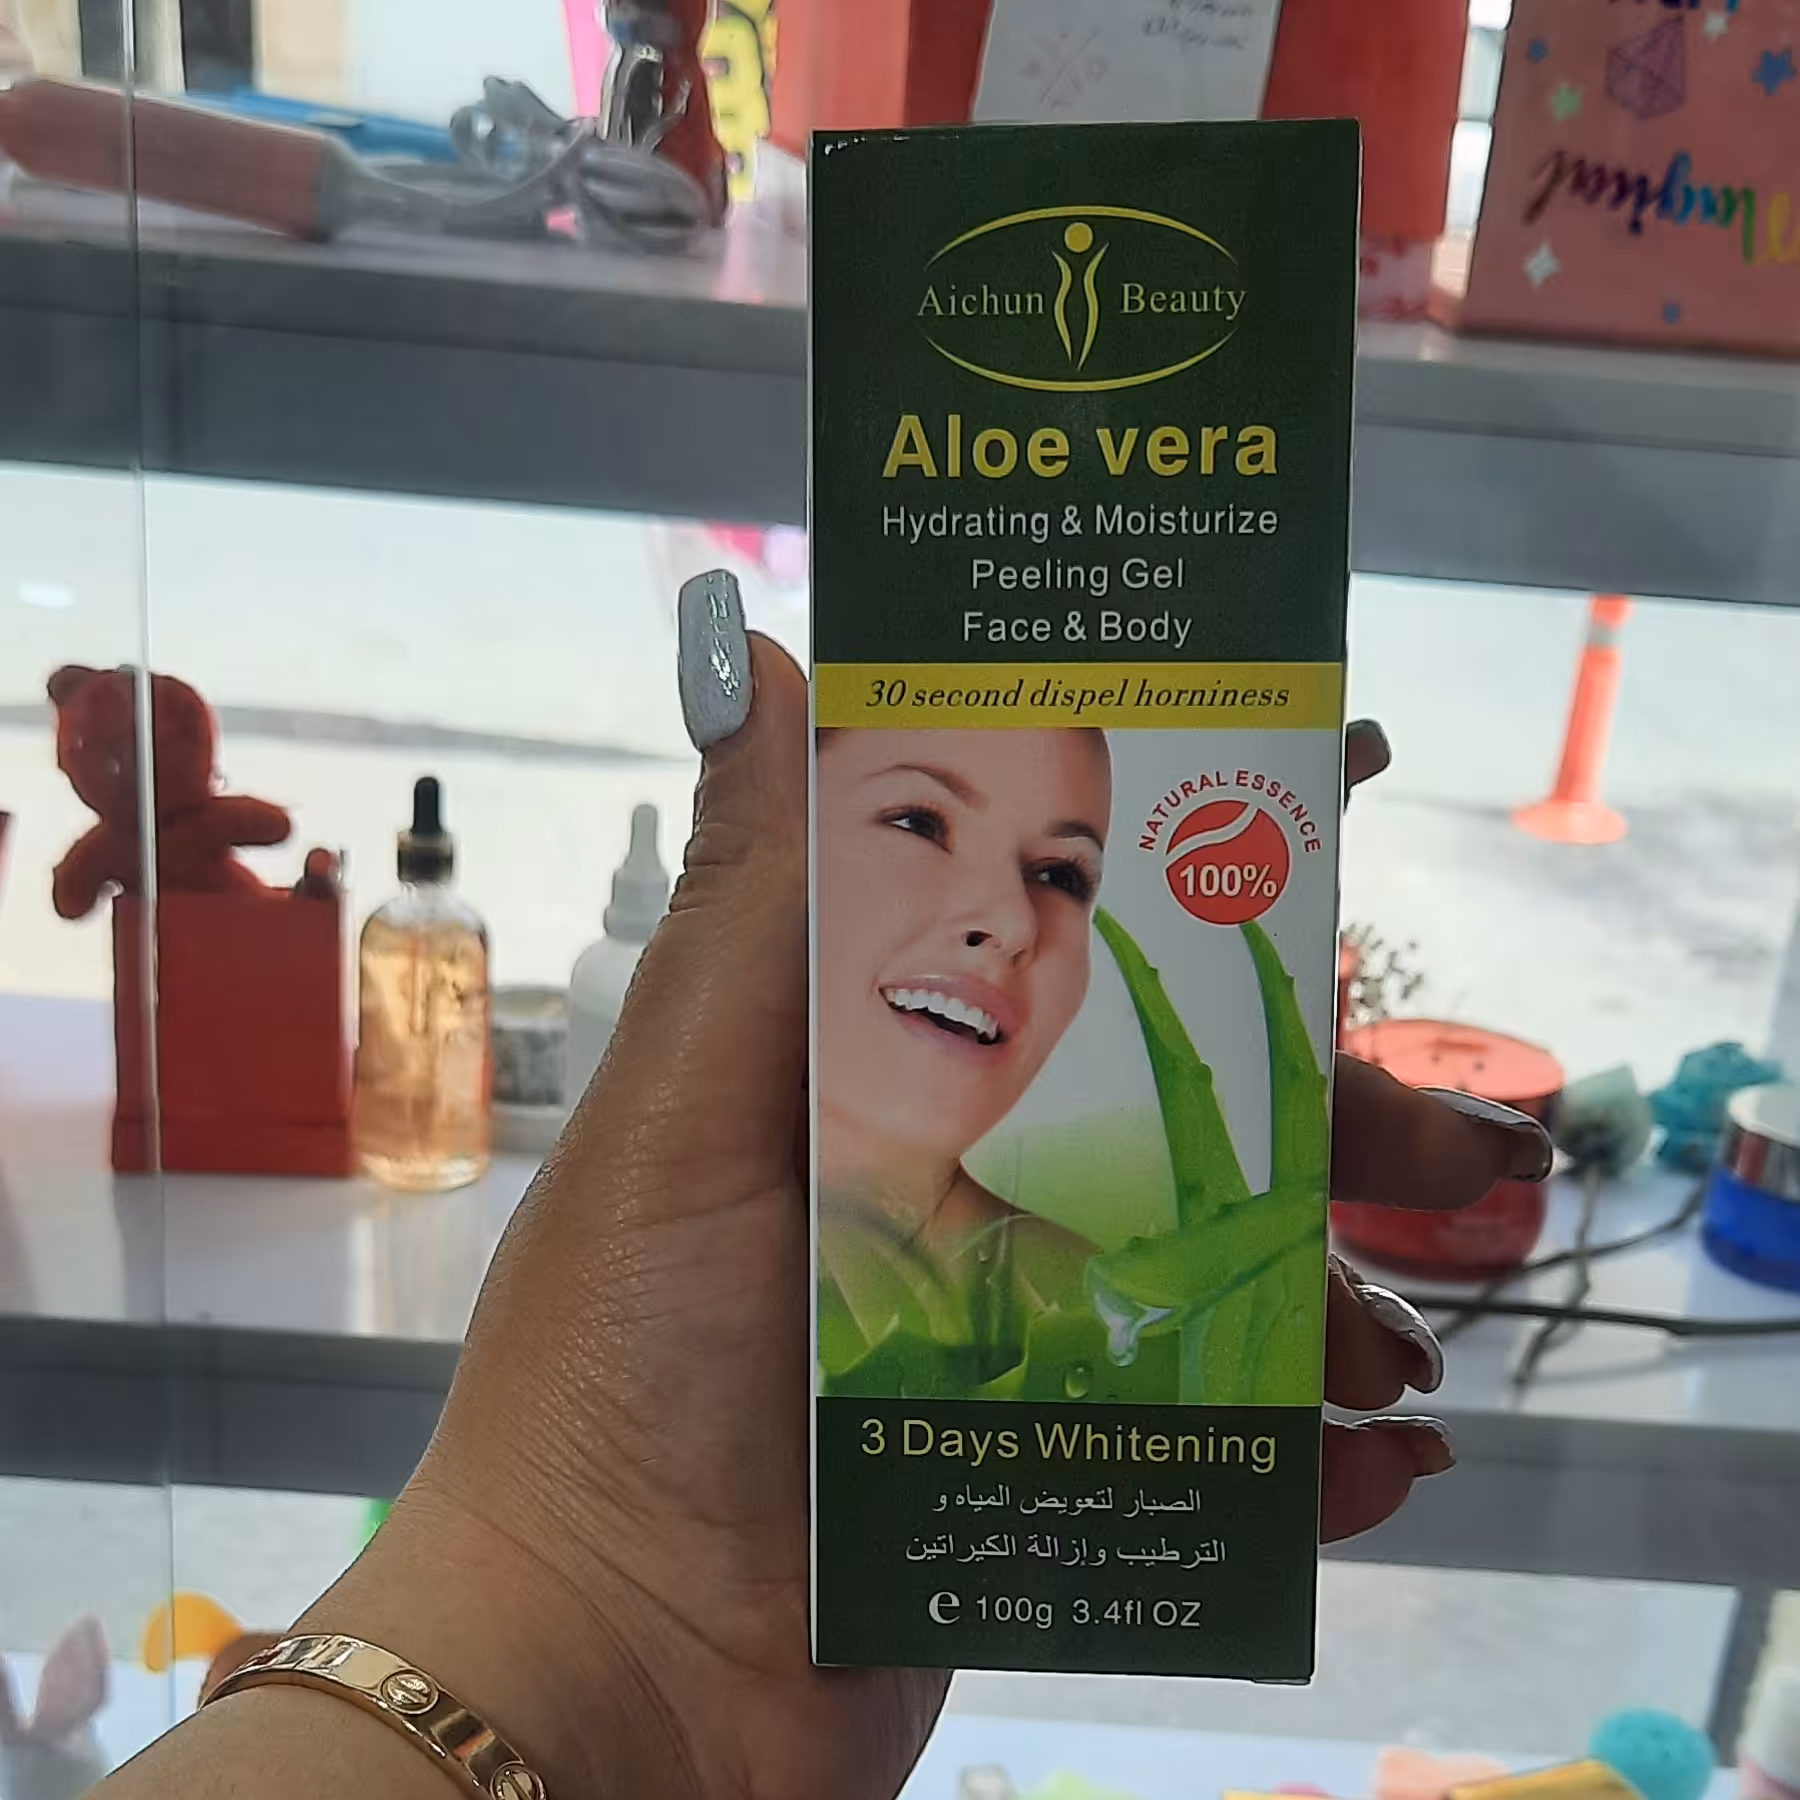 Aichun Beauty
Aloe vera
Hydrating & Moisturize
Peeling Gel
Face & Body
30 second dispel horniness
NATURAL ESSENCE
100%
3 Days Whitening
الصبار لتعويض المياه و
الترطيب وإزالة الكيراتين
e 100g 3.4fl OZ
Magical